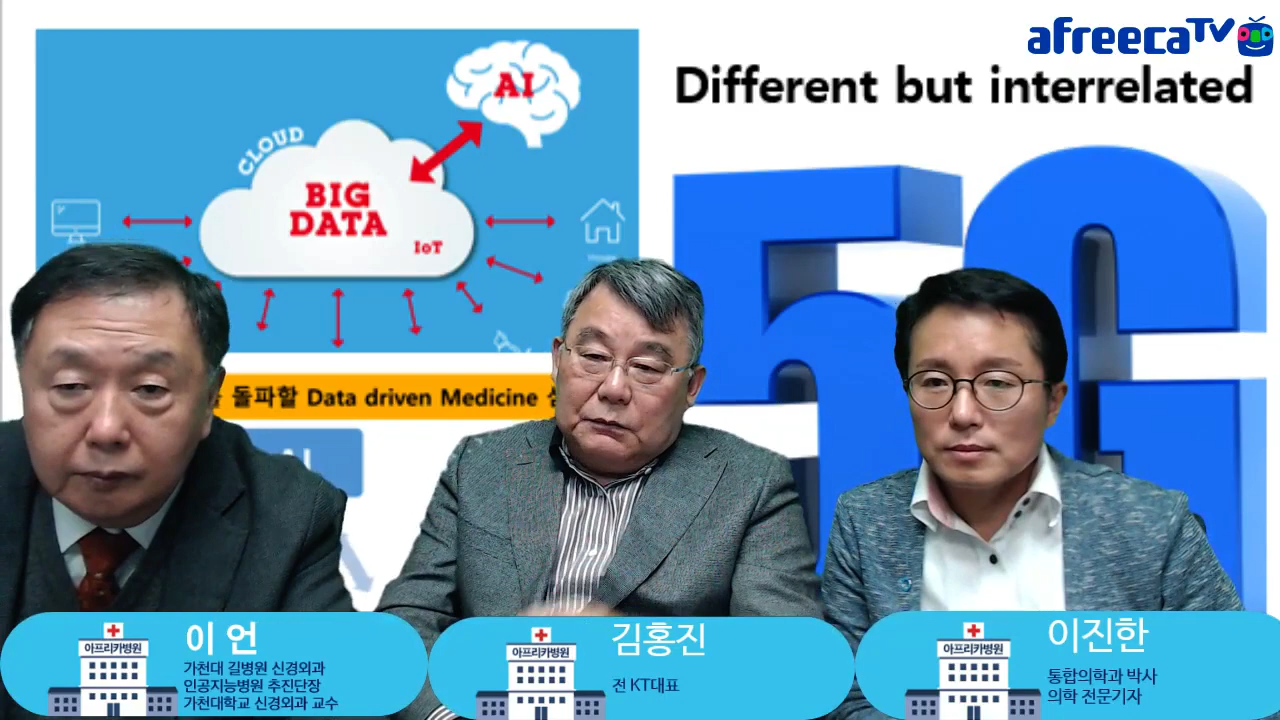 afreecaTV
Different but interrelated
AI
CLOUD
BIG
DATA
IoT
5G
돌파할 Data driven Medicine
AI
아프리카병원
이 언
가천대 길병원 신경외과
인공지능병원 추진단장
가천대학교 신경외과 교수
아프리카병원
김홍진
전 KT대표
아프리카병원
이진한
통합의학과 박사
의학 전문기자